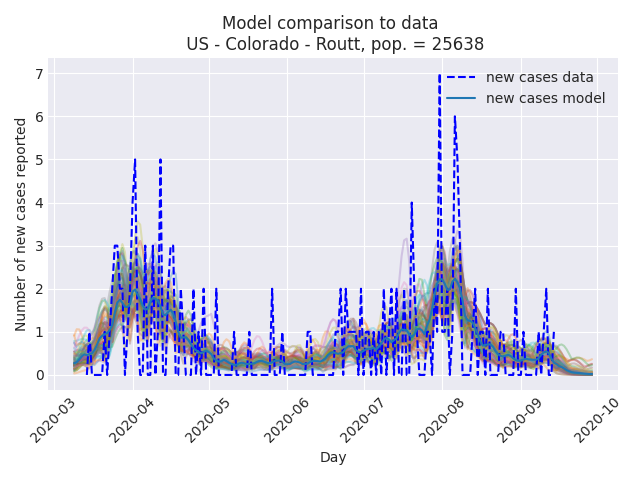 Model comparison to data
US - Colorado - Routt, pop. = 25638
new cases data
new cases model
Number of new cases reported
7
6
5
4
3
2
1
0
2020-03
2020-04
2020-05
2020-06
2020-07
2020-08
2020-09
2020-10
Day